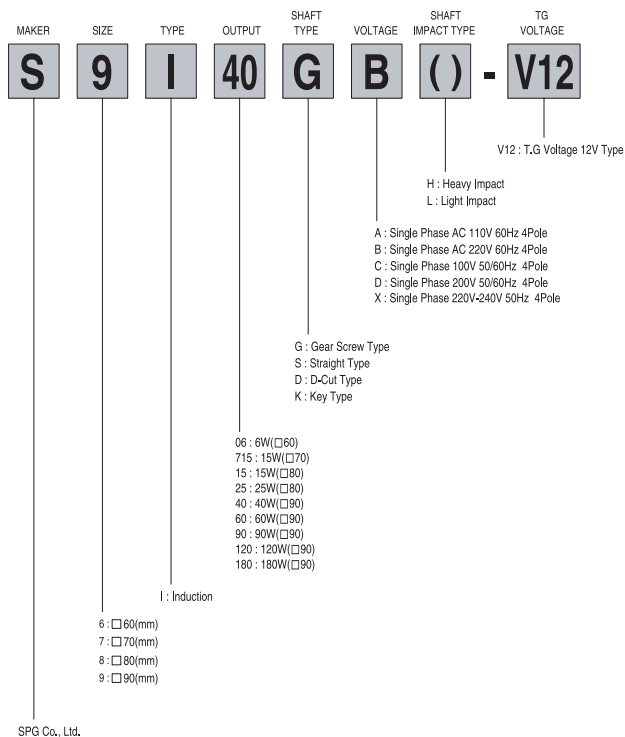 MAKER SIZE TYPE OUTPUT SHAFT TYPE VOLTAGE SHAFT IMPACT TYPE TG VOLTAGE
S 9 I 40 G B ( ) - V12
V12 : T.G Voltage 12V Type
H : Heavy Impact
L : Light Impact
A : Single Phase AC 110V 60Hz 4Pole
B : Single Phase AC 220V 60Hz 4Pole
C : Single Phase 100V 50/60Hz 4Pole
D : Single Phase 200V 50/60Hz 4Pole
X : Single Phase 220V-240V 50Hz 4Pole
G : Gear Screw Type
S : Straight Type
D : D-Cut Type
K : Key Type
06 : 6W(□60)
715 : 15W(□70)
15 : 15W(□80)
25 : 25W(□80)
40 : 40W(□90)
60 : 60W(□90)
90 : 90W(□90)
120 : 120W(□90)
180 : 180W(□90)
I : Induction
6 : □ 60(mm)
7 : □ 70(mm)
8 : □ 80(mm)
9 : □ 90(mm)
SPG Co., Ltd.